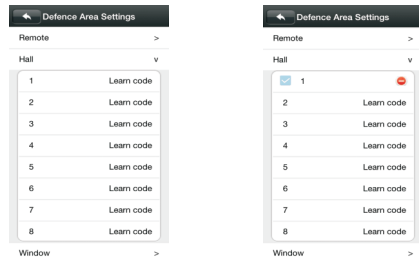 Defence Area Settings
Remote >
Hall v
1 Learn code
2 Learn code
3 Learn code
4 Learn code
5 Learn code
6 Learn code
7 Learn code
8 Learn code
Window >
Defence Area Settings
Remote >
Hall v
1
2 Learn code
3 Learn code
4 Learn code
5 Learn code
6 Learn code
7 Learn code
8 Learn code
Window >